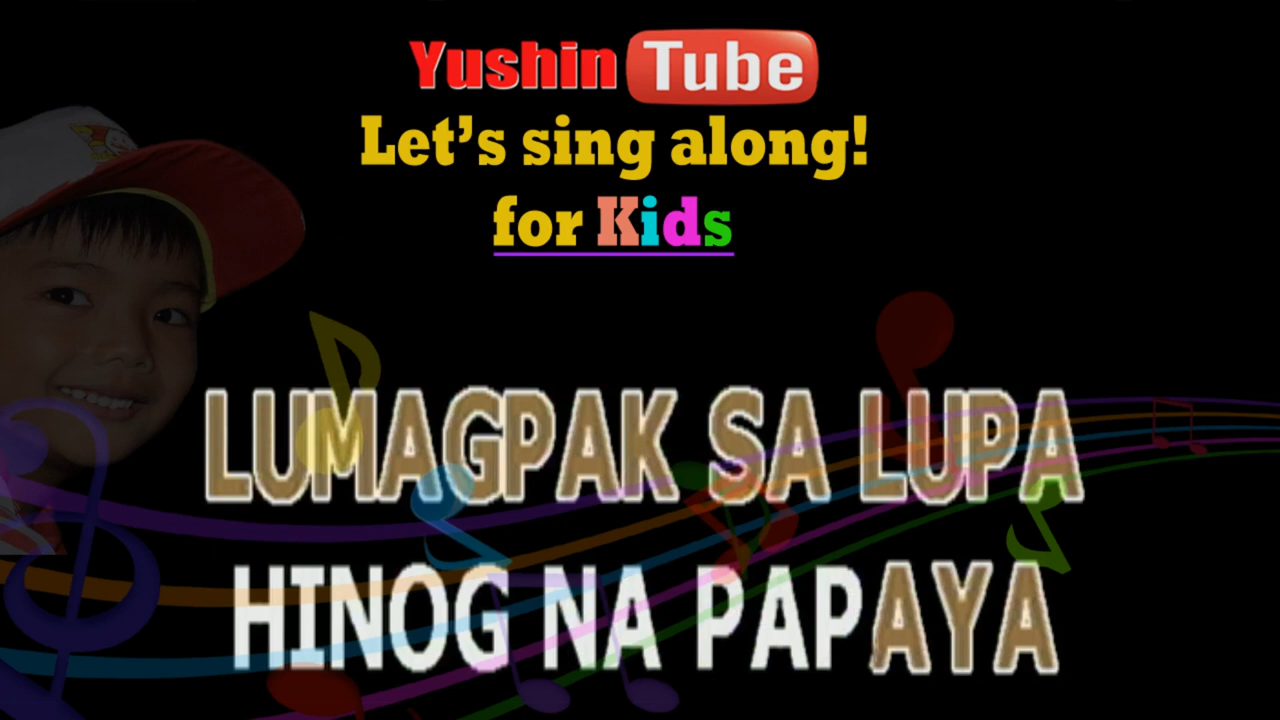 Yushin Tube
Let's sing along!
for Kids
LUMAGPAK SA LUPA
HINOG NA PAPAYA